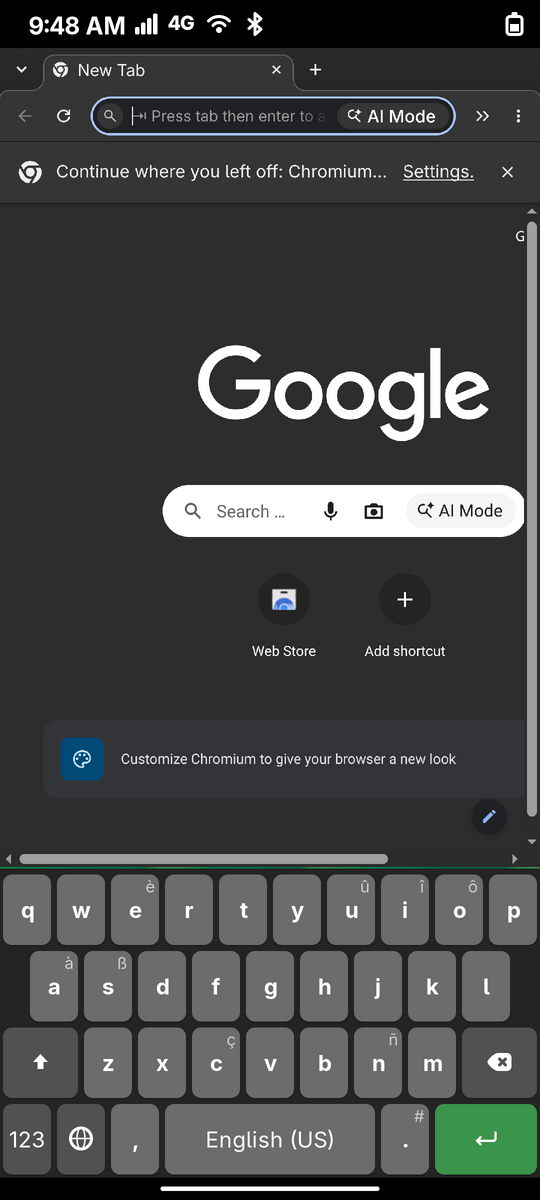 9:48 AM 4G
New Tab
Press tab then enter to a AI Mode
Continue where you left off: Chromium... Settings.
G
Google
Search ... AI Mode
Web Store Add shortcut
Customize Chromium to give your browser a new look
q w e è r t y u û i î o ô p
a à s ß d f g h j k l
z x c ç v b n ñ m
123 , English (US) . #